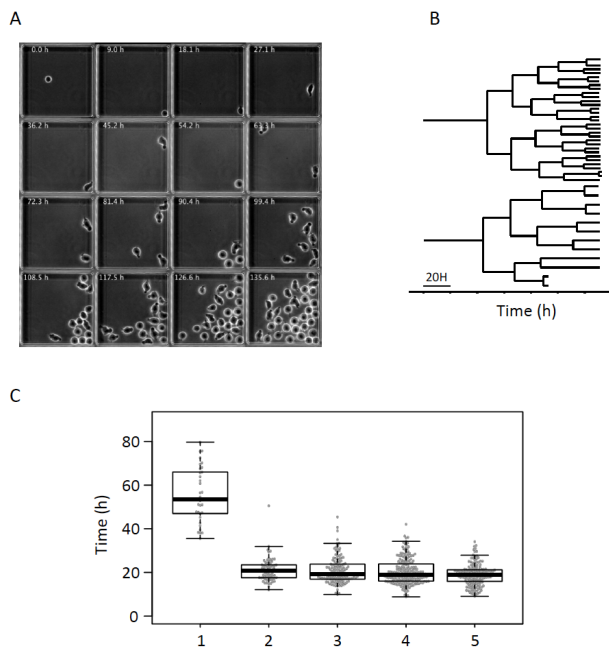 A
B
0.0 h 9.0 h 18.1 h 27.1 h
36.2 h 45.2 h 54.2 h 63.3 h
72.3 h 81.4 h 90.4 h 99.4 h
108.5 h 117.5 h 126.6 h 135.6 h
20H
Time (h)
C
Time (h)
80
60
40
20
0
1 2 3 4 5